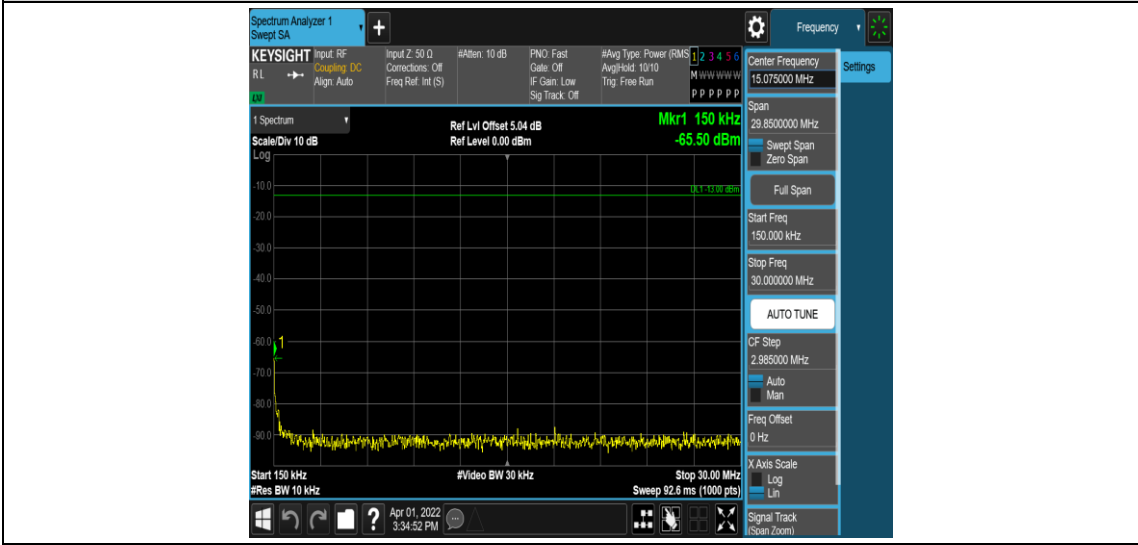 Spectrum Analyzer 1
Swept SA
+
Frequency
KEYSIGHT
R L
LXI
Input: RF
Coupling: DC
Align: Auto
Input Z: 50 Ω
Corrections: Off
Freq Ref: Int (S)
#Atten: 10 dB
PNO: Fast
Gate: Off
IF Gain: Low
Sig Track: Off
#Avg Type: Power (RMS
Avg|Hold: 10/10
Trig: Free Run
1 2 3 4 5 6
M W W W W W
P P P P P P
1 Spectrum
Scale/Div 10 dB
Log
Ref Lvl Offset 5.04 dB
Ref Level 0.00 dBm
Mkr1 150 kHz
-65.50 dBm
DL1 -13.00 dBm
-10.0
-20.0
-30.0
-40.0
-50.0
-60.0
1
-70.0
-80.0
-90.0
Start 150 kHz
#Video BW 30 kHz
Stop 30.00 MHz
#Res BW 10 kHz
Sweep 92.6 ms (1000 pts)
?
Apr 01, 2022
3:34:52 PM
Settings
Center Frequency
15.075000 MHz
Span
29.8500000 MHz
Swept Span
Zero Span
Full Span
Start Freq
150.000 kHz
Stop Freq
30.000000 MHz
AUTO TUNE
CF Step
2.985000 MHz
Auto
Man
Freq Offset
0 Hz
X Axis Scale
Log
Lin
Signal Track
(Span Zoom)